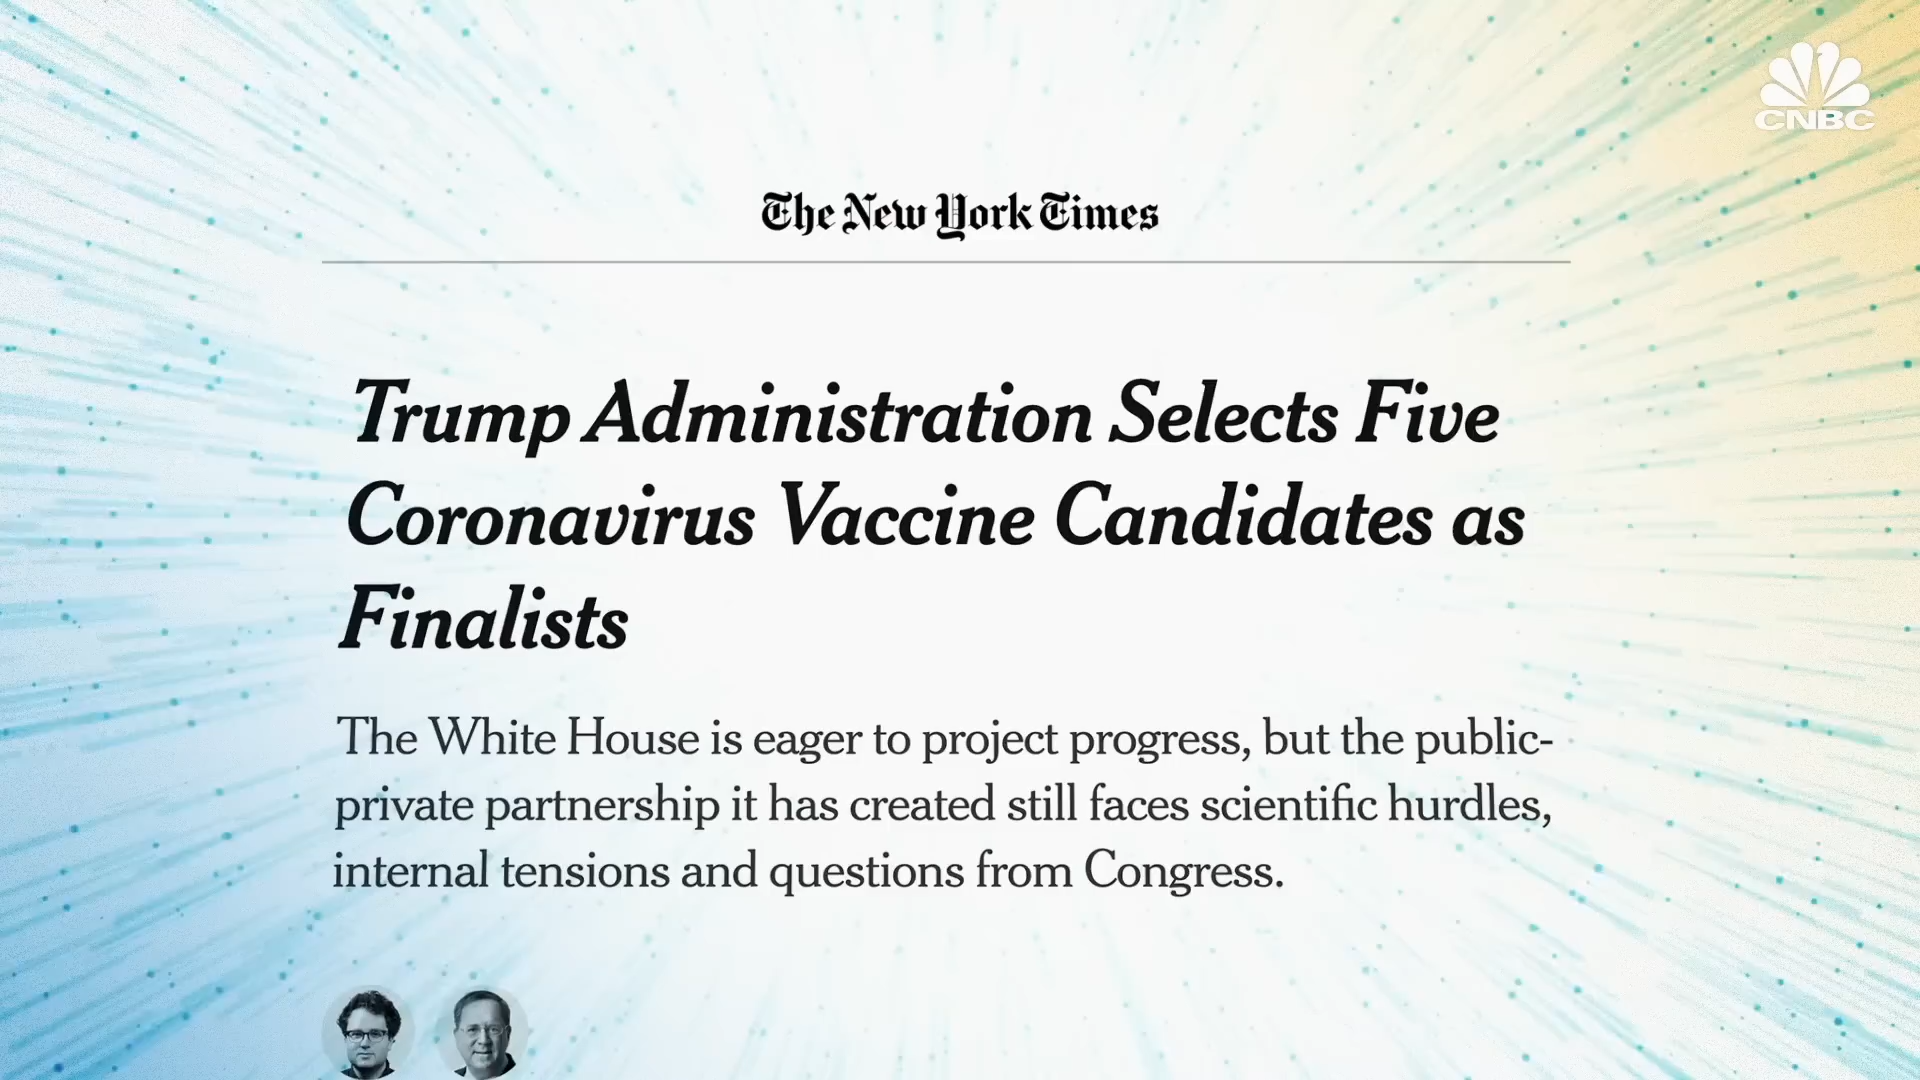 CNBC
The New York Times
Trump Administration Selects Five
Coronavirus Vaccine Candidates as
Finalists
The White House is eager to project progress, but the public-
private partnership it has created still faces scientific hurdles,
internal tensions and questions from Congress.